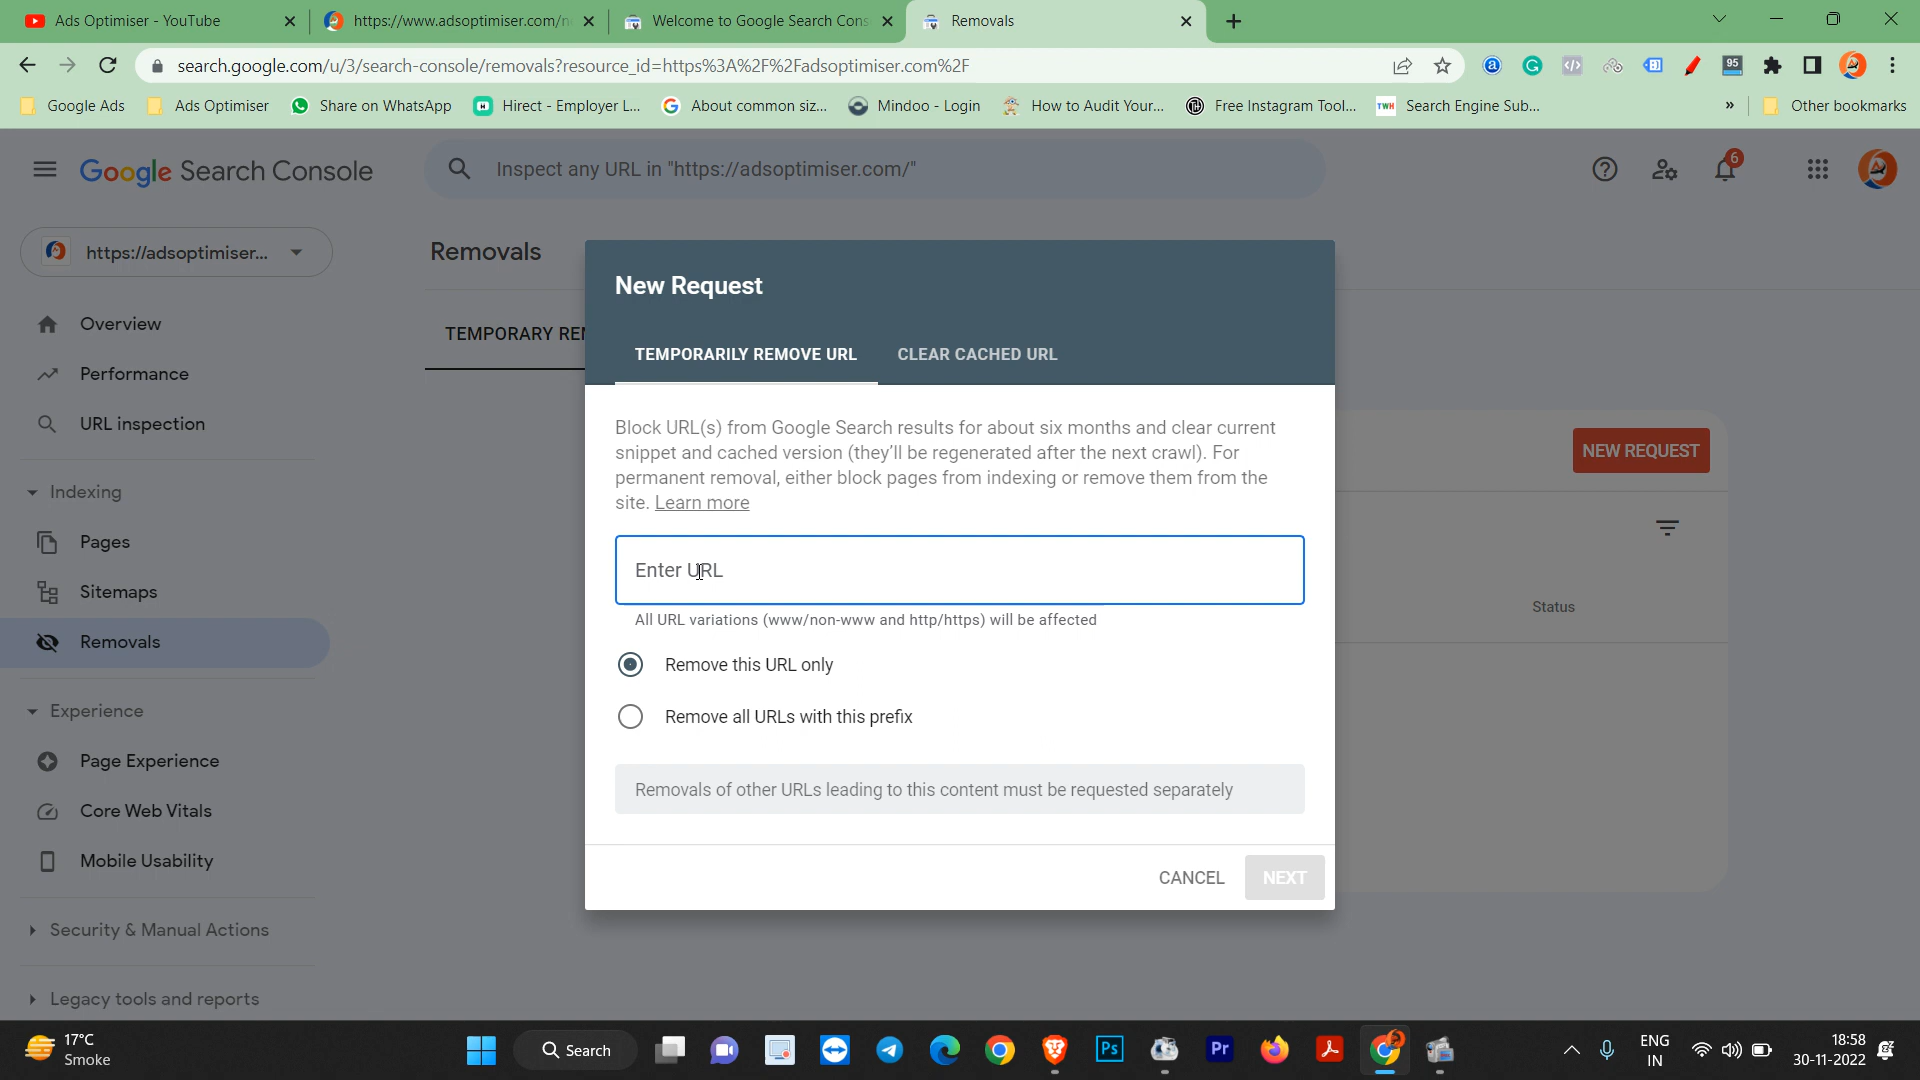 Ads Optimiser - YouTube
https://www.adsoptimiser.com/n
Welcome to Google Search Cons
Removals
search.google.com/u/3/search-console/removals?resource_id=https%3A%2F%2Fadsoptimiser.com%2F
95
Google Ads
Ads Optimiser
Share on WhatsApp
Hirect - Employer L...
About common siz...
Mindoo - Login
How to Audit Your...
Free Instagram Tool...
TWH
Search Engine Sub...
»
Other bookmarks
Google Search Console
Inspect any URL in "https://adsoptimiser.com/"
6
https://adsoptimiser...
Removals
Overview
Performance
URL inspection
Indexing
Pages
Sitemaps
Removals
Experience
Page Experience
Core Web Vitals
Mobile Usability
Security & Manual Actions
Legacy tools and reports
TEMPORARY REM
NEW REQUEST
Status
New Request
TEMPORARILY REMOVE URL
CLEAR CACHED URL
Block URL(s) from Google Search results for about six months and clear current
snippet and cached version (they'll be regenerated after the next crawl). For
permanent removal, either block pages from indexing or remove them from the
site. Learn more
Enter URL
All URL variations (www/non-www and http/https) will be affected
Remove this URL only
Remove all URLs with this prefix
Removals of other URLs leading to this content must be requested separately
CANCEL
NEXT
17°C
Smoke
Search
Ps
Pr
ENG
IN
18:58
30-11-2022